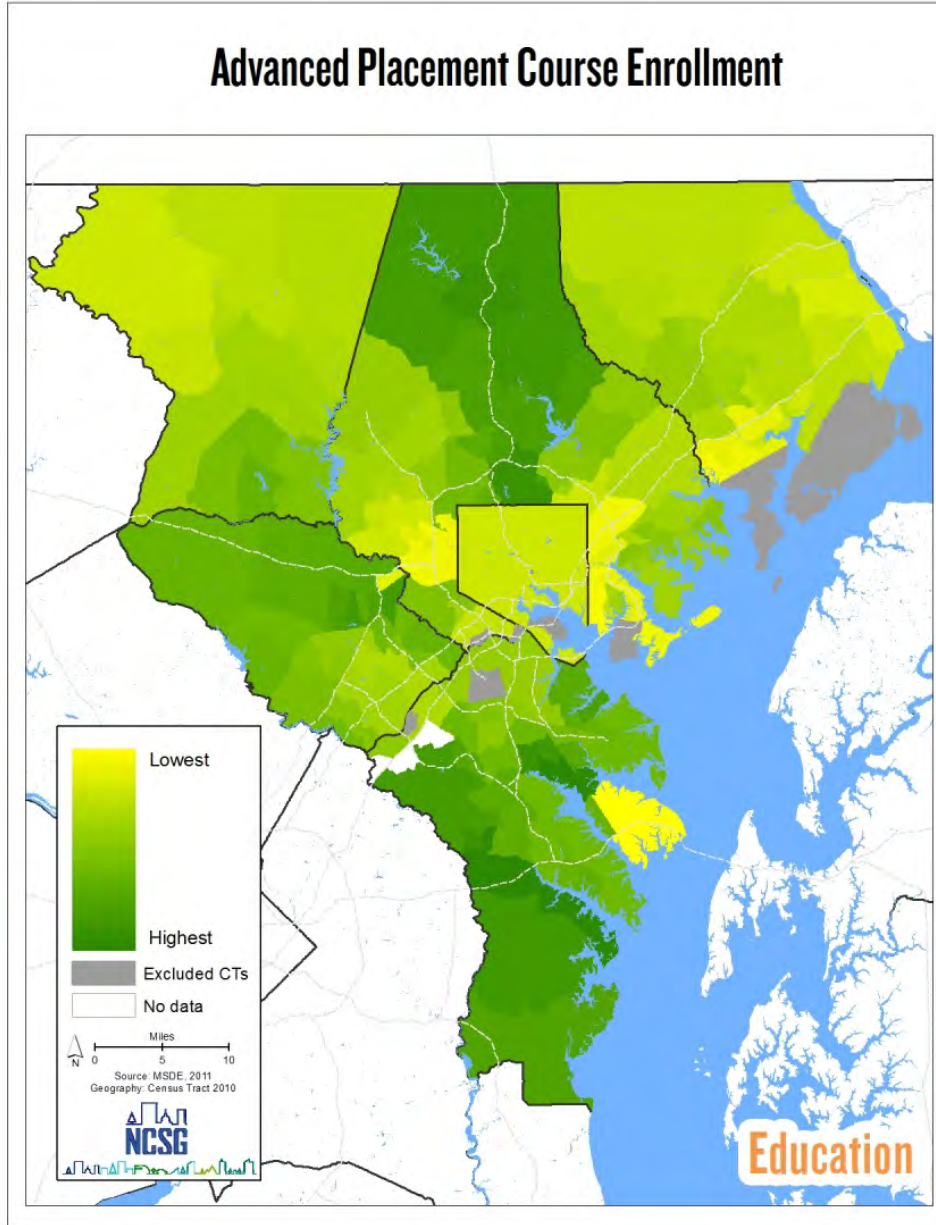 Advanced Placement Course Enrollment
Lowest
Highest
Excluded CTs
No data
Miles
N
0 5 10
Source: MSDE, 2011
Geography: Census Tract 2010
NCSG
Education